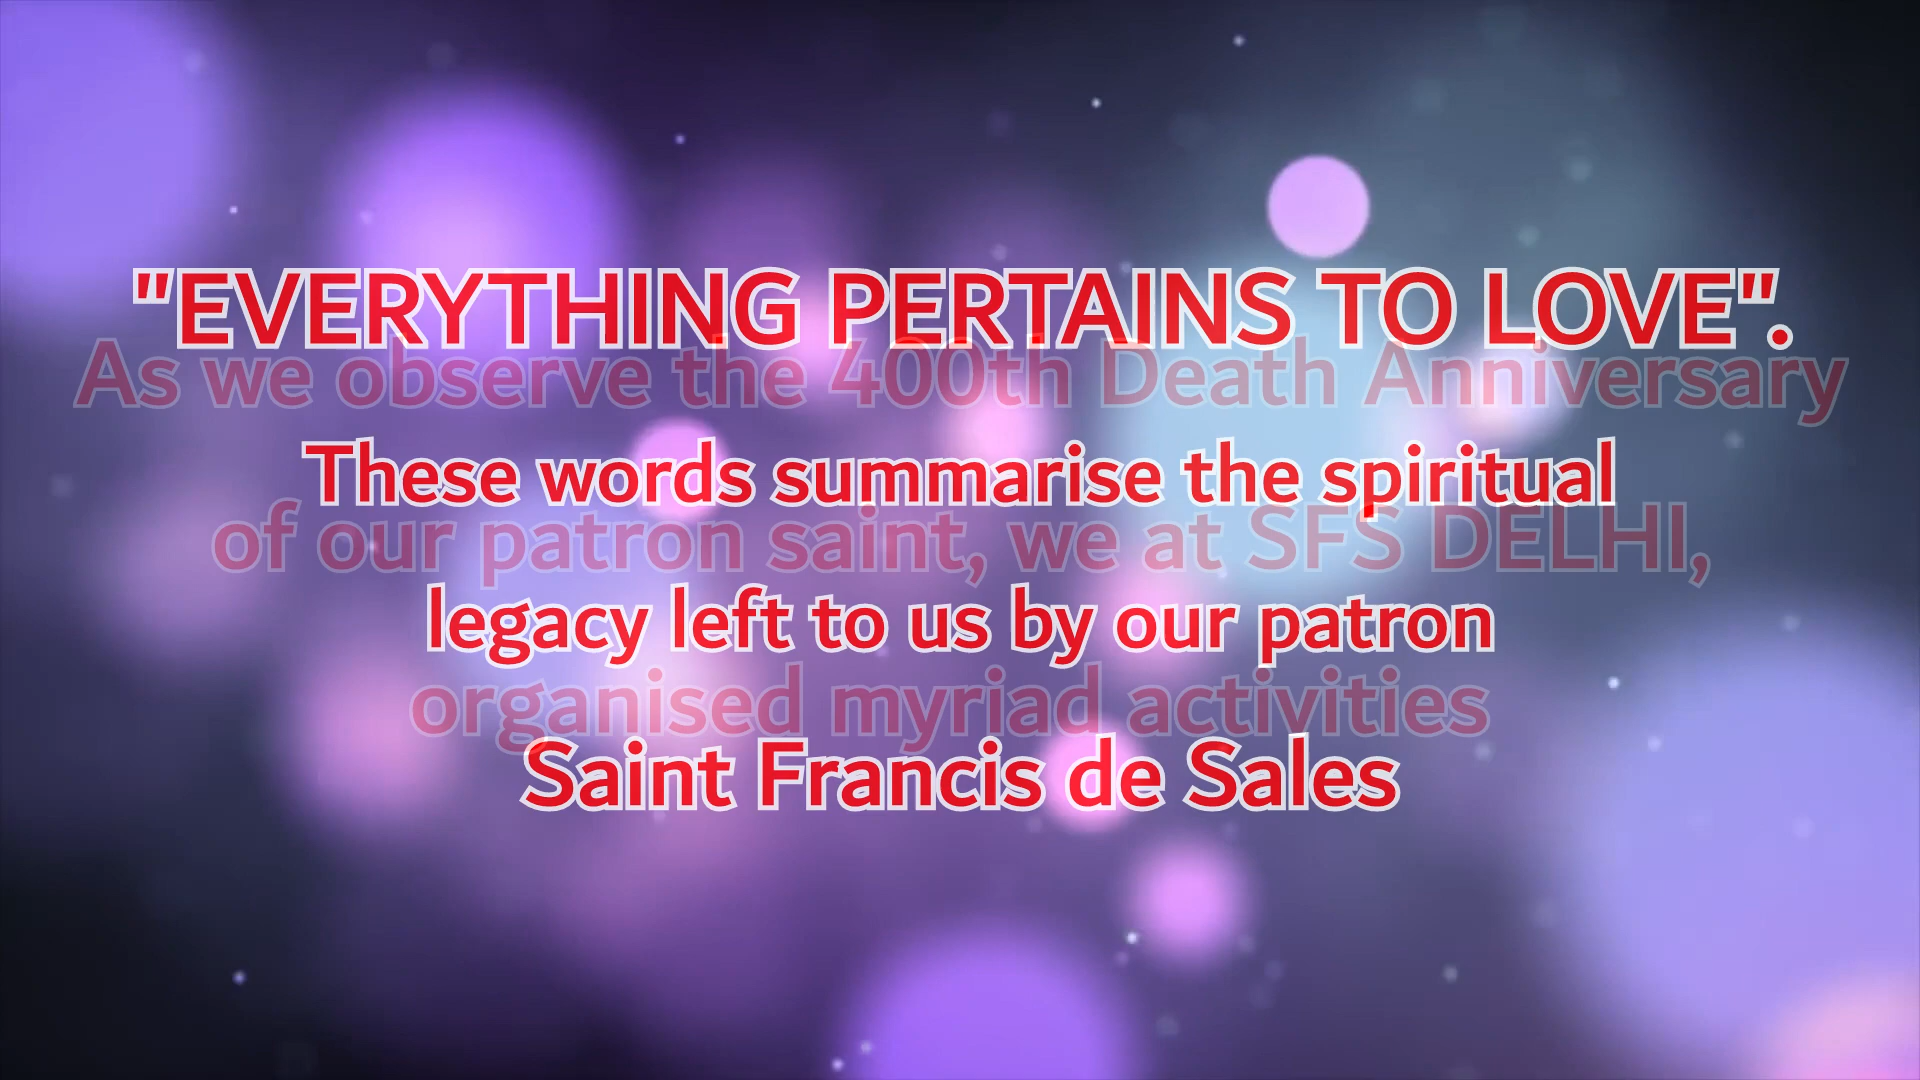 "EVERYTHING PERTAINS TO LOVE".
As we observe the 400th Death Anniversary
These words summarise the spiritual
of our patron saint, we at SFS DELHI,
legacy left to us by our patron
organised myriad activities
Saint Francis de Sales